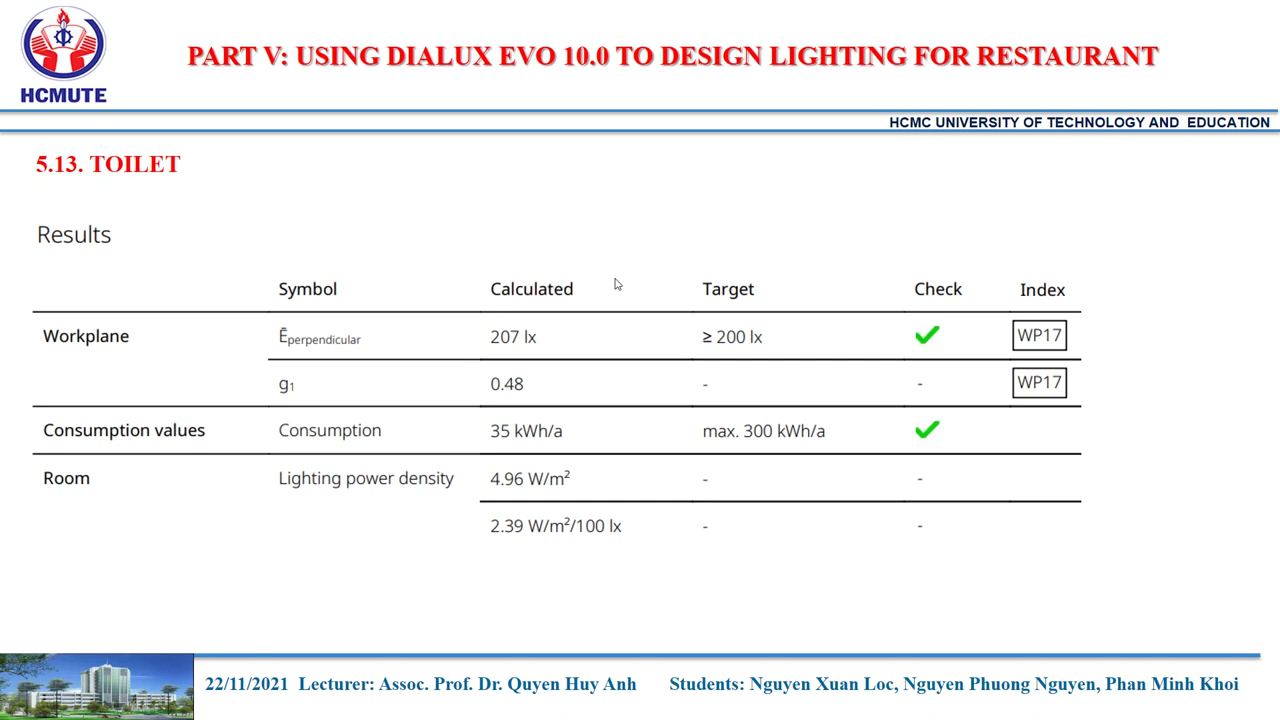 PART V: USING DIALUX EVO 10.0 TO DESIGN LIGHTING FOR RESTAURANT
HCMUTE
HCMC UNIVERSITY OF TECHNOLOGY AND EDUCATION
5.13. TOILET
Results
Symbol Calculated Target Check Index
Workplane Ēperpendicular 207 lx ≥ 200 lx ✔ WP17
g₁ 0.48 - - WP17
Consumption values Consumption 35 kWh/a max. 300 kWh/a ✔
Room Lighting power density 4.96 W/m² - -
2.39 W/m²/100 lx - -
22/11/2021 Lecturer: Assoc. Prof. Dr. Quyen Huy Anh Students: Nguyen Xuan Loc, Nguyen Phuong Nguyen, Phan Minh Khoi